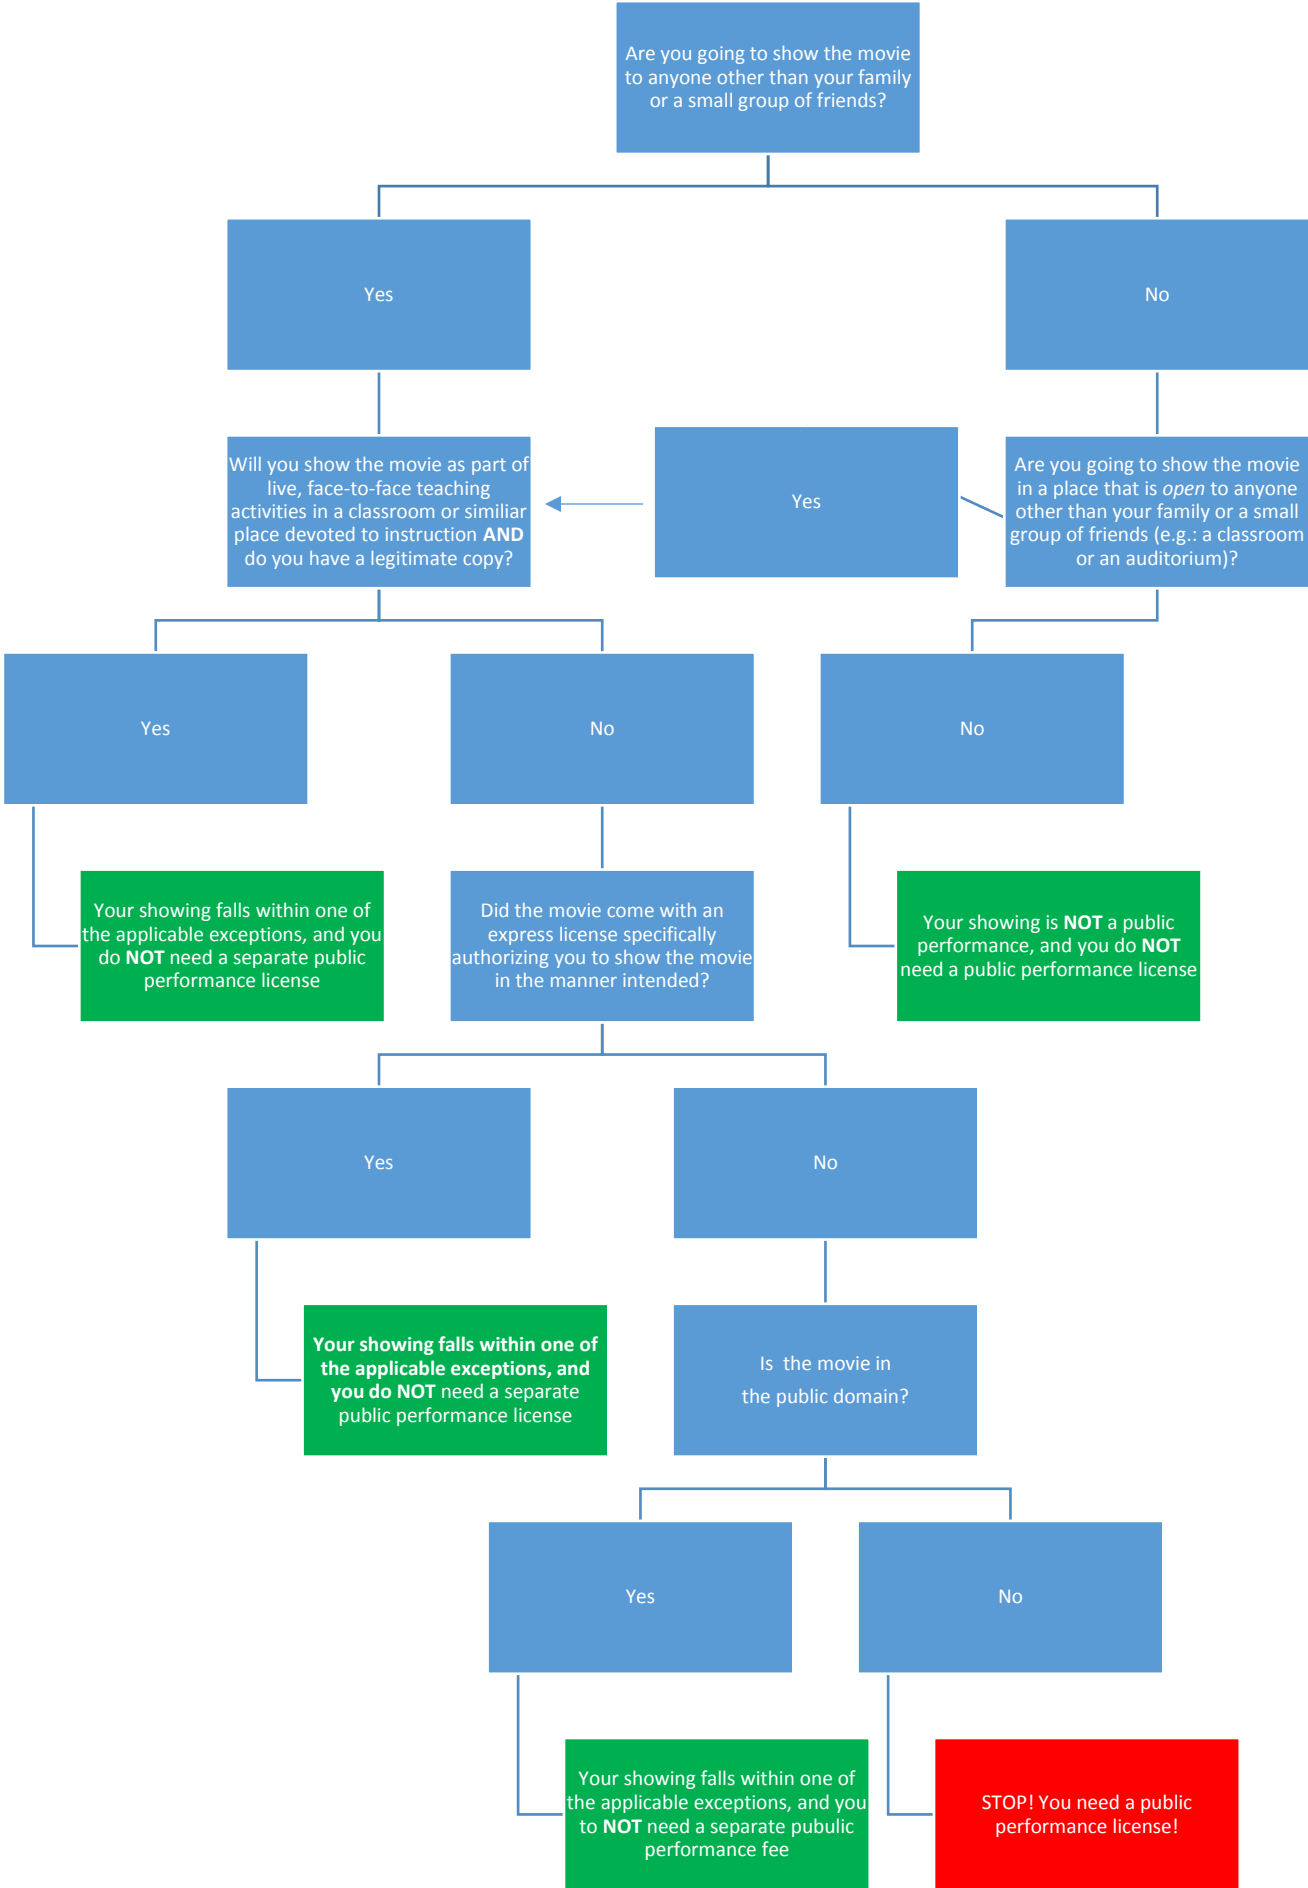 Are you going to show the movie
to anyone other than your family
or a small group of friends?
Yes
No
Will you show the movie as part of
live, face-to-face teaching
activities in a classroom or similiar
place devoted to instruction AND
do you have a legitimate copy?
Yes
Are you going to show the movie
in a place that is open to anyone
other than your family or a small
group of friends (e.g.: a classroom
or an auditorium)?
Yes
No
No
Your showing falls within one of
the applicable exceptions, and you
do NOT need a separate public
performance license
Did the movie come with an
express license specifically
authorizing you to show the movie
in the manner intended?
Your showing is NOT a public
performance, and you do NOT
need a public performance license
Yes
No
Your showing falls within one of
the applicable exceptions, and
you do NOT need a separate
public performance license
Is the movie in
the public domain?
Yes
No
Your showing falls within one of
the applicable exceptions, and you
to NOT need a separate pubulic
performance fee
STOP! You need a public
performance license!